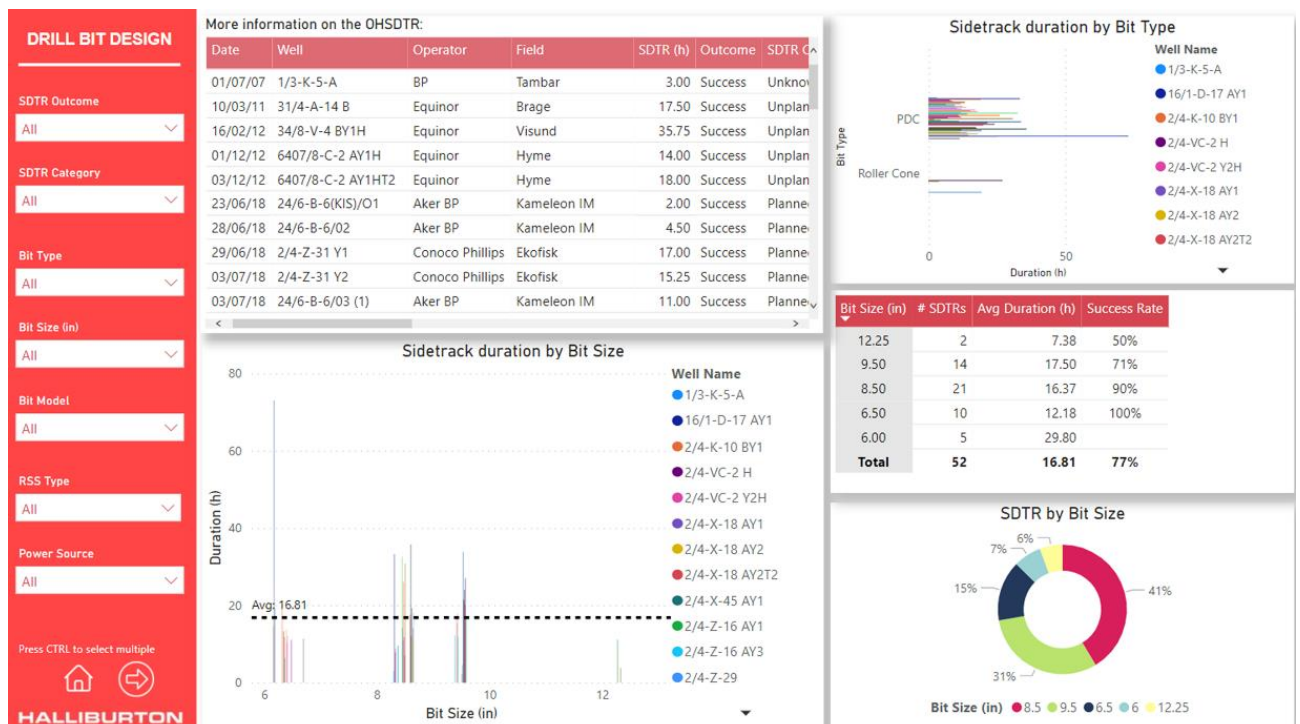 DRILL BIT DESIGN
SDTR Outcome
All
SDTR Category
All
Bit Type
All
Bit Size (in)
All
Bit Model
All
RSS Type
All
Power Source
All
Press CTRL to select multiple
HALLIBURTON
More information on the OHSDTR:
Date Well Operator Field SDTR (h) Outcome SDTR C
01/07/07 1/3-K-5-A BP Tambar 3.00 Success Unknow
10/03/11 31/4-A-14 B Equinor Brage 17.50 Success Unplan
16/02/12 34/8-V-4 BY1H Equinor Visund 35.75 Success Unplan
01/12/12 6407/8-C-2 AY1H Equinor Hyme 14.00 Success Unplan
03/12/12 6407/8-C-2 AY1HT2 Equinor Hyme 18.00 Success Unplan
23/06/18 24/6-B-6(KIS)/O1 Aker BP Kameleon IM 2.00 Success Planne
28/06/18 24/6-B-6/02 Aker BP Kameleon IM 4.50 Success Planne
29/06/18 2/4-Z-31 Y1 Conoco Phillips Ekofisk 17.00 Success Planne
03/07/18 2/4-Z-31 Y2 Conoco Phillips Ekofisk 15.25 Success Planne
03/07/18 24/6-B-6/03 (1) Aker BP Kameleon IM 11.00 Success Planne
Sidetrack duration by Bit Size
80
60
40
20
0
Duration (h)
Avg: 16.81
6 8 10 12
Bit Size (in)
Well Name
1/3-K-5-A
16/1-D-17 AY1
2/4-K-10 BY1
2/4-VC-2 H
2/4-VC-2 Y2H
2/4-X-18 AY1
2/4-X-18 AY2
2/4-X-18 AY2T2
2/4-X-45 AY1
2/4-Z-16 AY1
2/4-Z-16 AY3
2/4-Z-29
Sidetrack duration by Bit Type
Bit Type
PDC
Roller Cone
0 50
Duration (h)
Well Name
1/3-K-5-A
16/1-D-17 AY1
2/4-K-10 BY1
2/4-VC-2 H
2/4-VC-2 Y2H
2/4-X-18 AY1
2/4-X-18 AY2
2/4-X-18 AY2T2
Bit Size (in) # SDTRs Avg Duration (h) Success Rate
12.25 2 7.38 50%
9.50 14 17.50 71%
8.50 21 16.37 90%
6.50 10 12.18 100%
6.00 5 29.80
Total 52 16.81 77%
SDTR by Bit Size
6%
7%
15%
41%
31%
Bit Size (in) 8.5 9.5 6.5 6 12.25